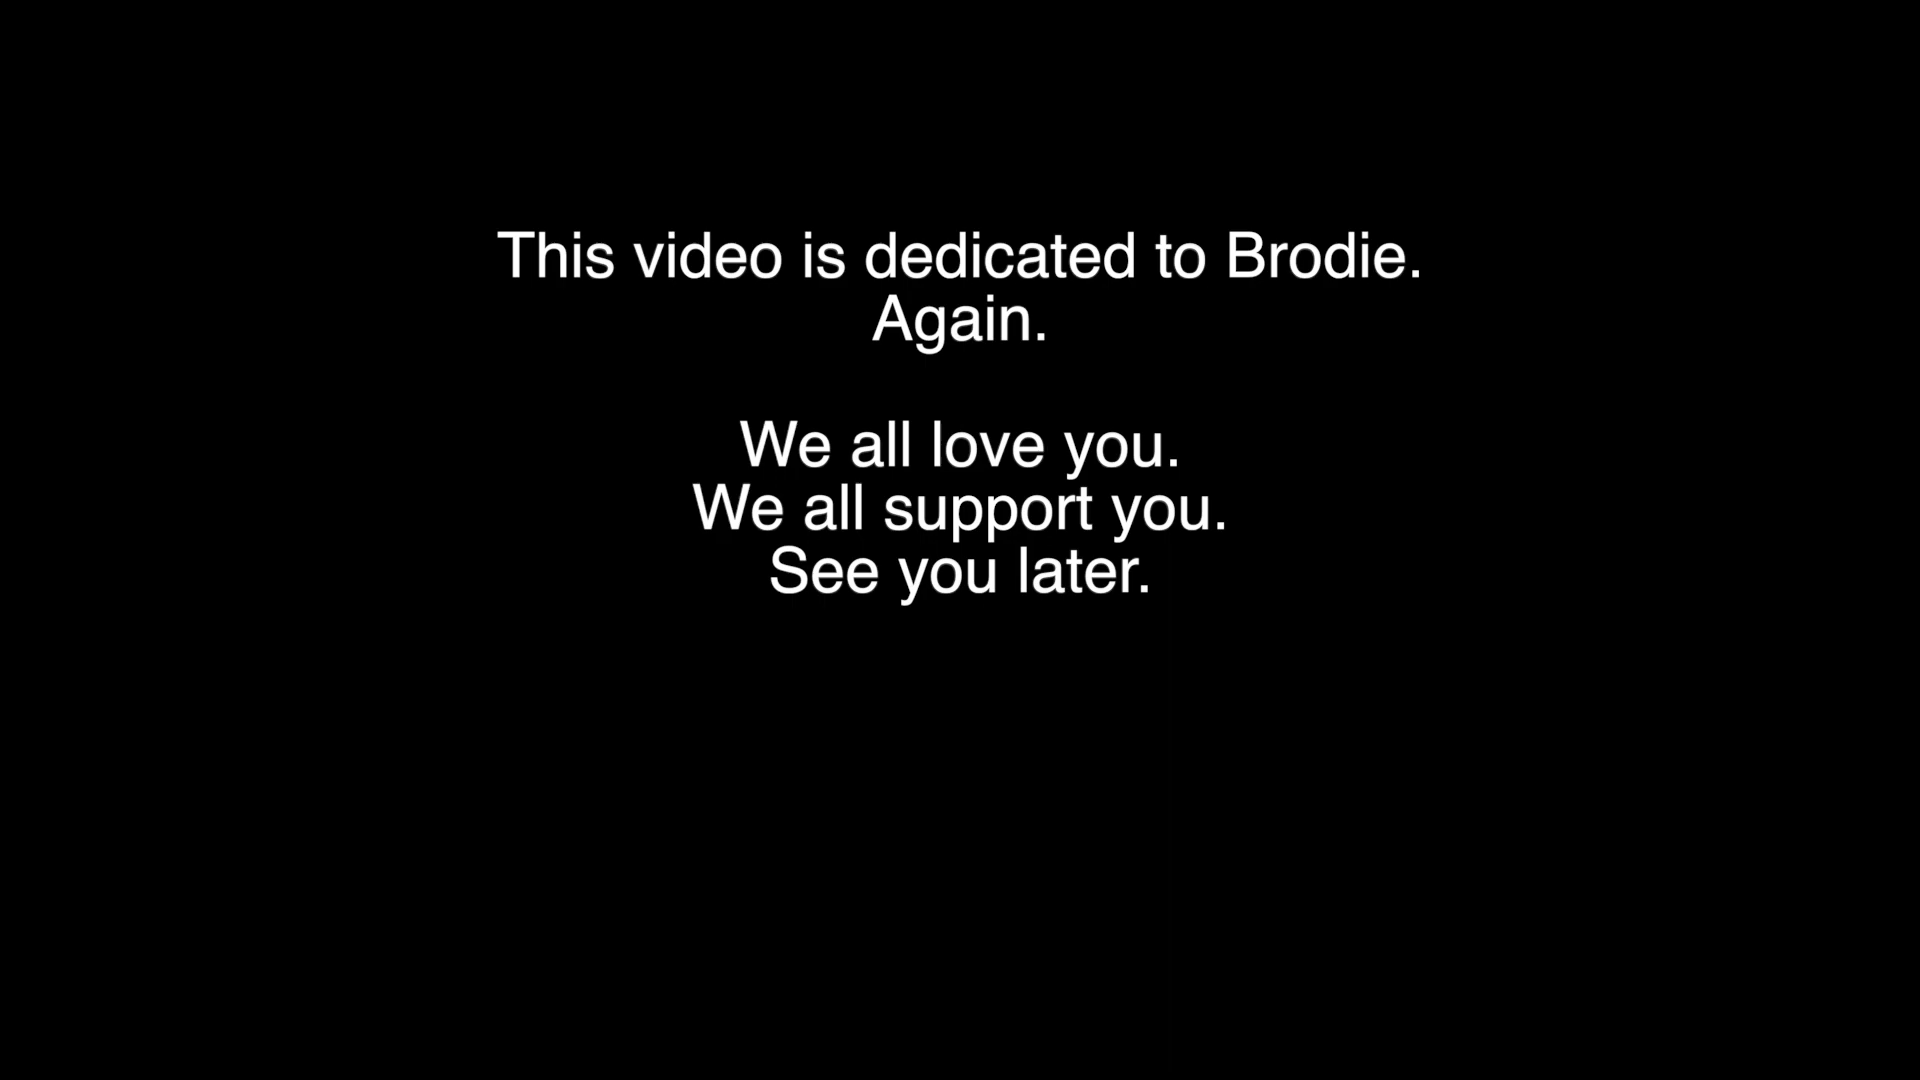 This video is dedicated to Brodie.
Again.
We all love you.
We all support you.
See you later.